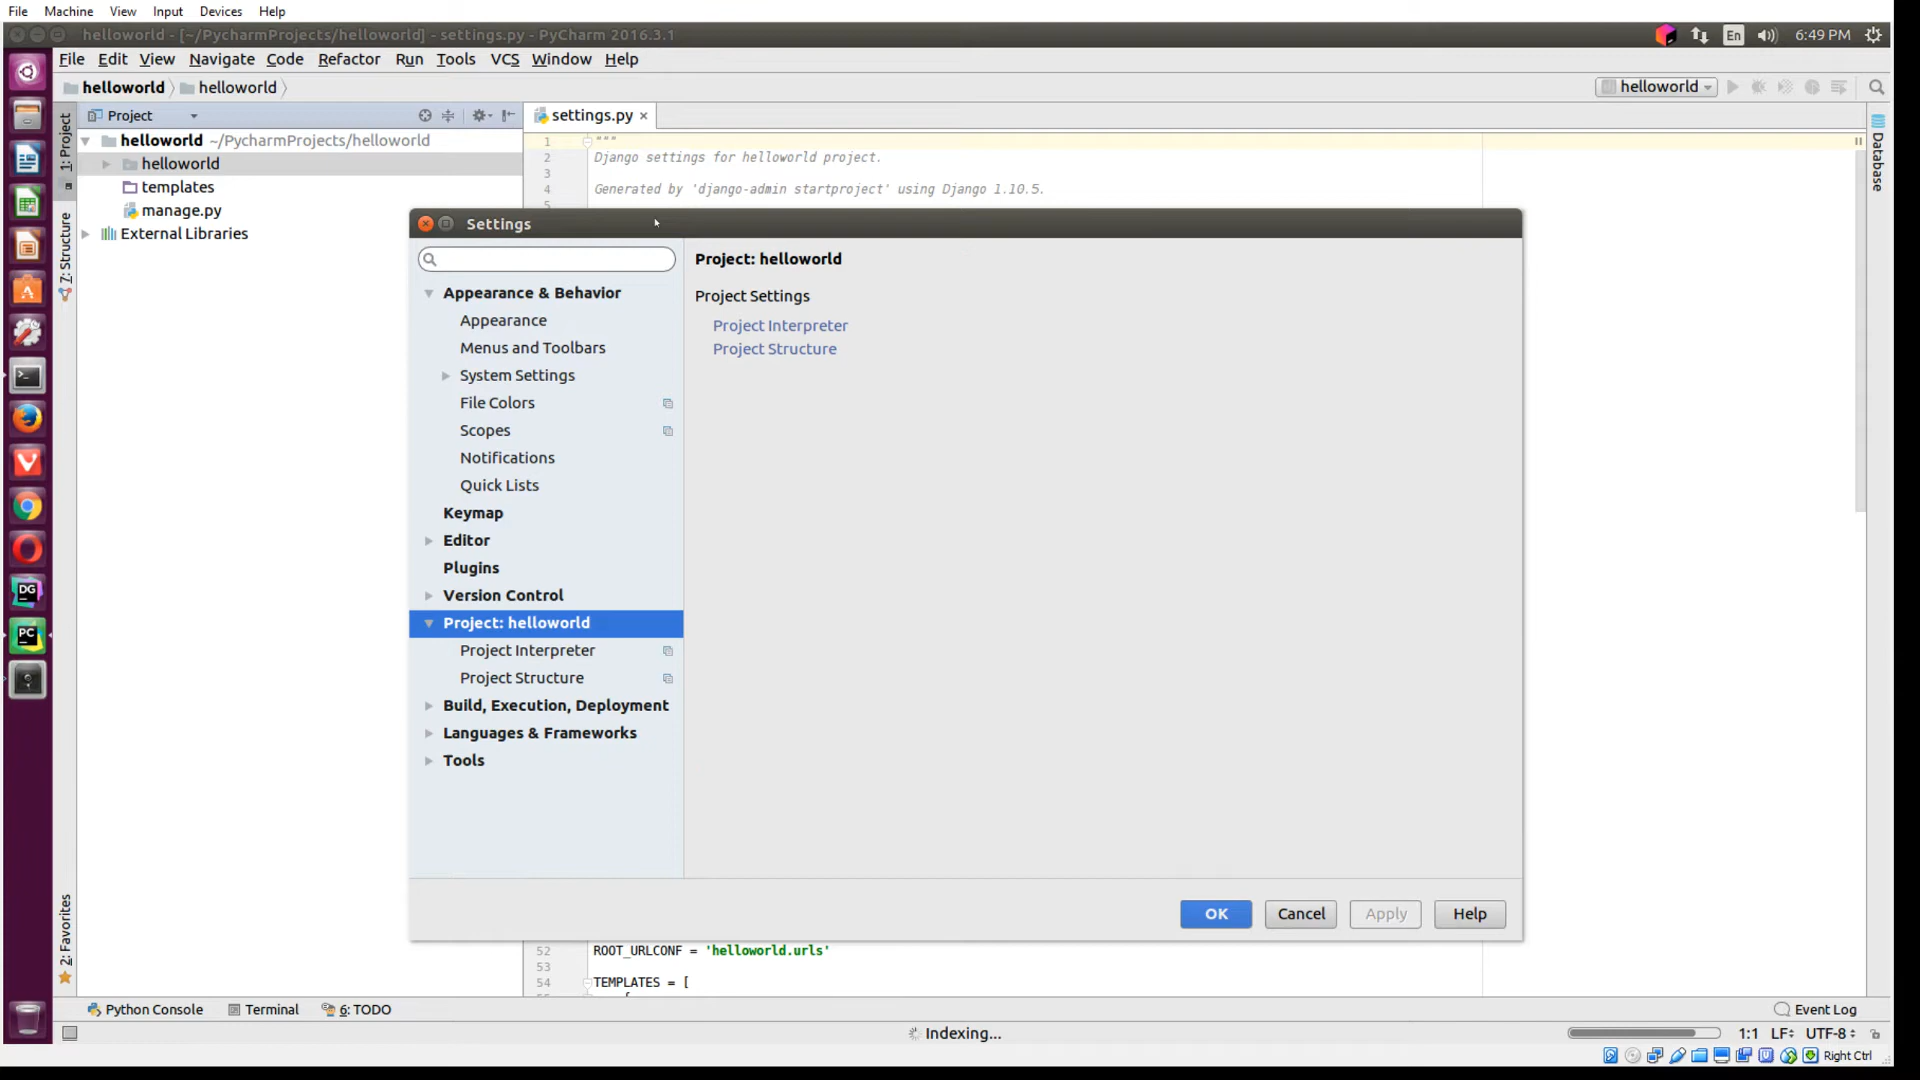 File Machine View Input Devices Help
helloworld - [~/PycharmProjects/helloworld] - settings.py - PyCharm 2016.3.1
En 6:49 PM
File Edit View Navigate Code Refactor Run Tools VCS Window Help
helloworld helloworld
helloworld
Project
settings.py
1: Project
helloworld ~/PycharmProjects/helloworld
helloworld
templates
manage.py
External Libraries
7: Structure
Database
1 """
2 Django settings for helloworld project.
3
4 Generated by 'django-admin startproject' using Django 1.10.5.
5
Settings
Appearance & Behavior
Appearance
Menus and Toolbars
System Settings
File Colors
Scopes
Notifications
Quick Lists
Keymap
Editor
Plugins
Version Control
Project: helloworld
Project Interpreter
Project Structure
Build, Execution, Deployment
Languages & Frameworks
Tools
Project: helloworld
Project Settings
Project Interpreter
Project Structure
OK Cancel Apply Help
DG
PC
2: Favorites
52 ROOT_URLCONF = 'helloworld.urls'
53
54 TEMPLATES = [
Python Console Terminal 6: TODO Event Log
Indexing... 1:1 LF UTF-8
Right Ctrl